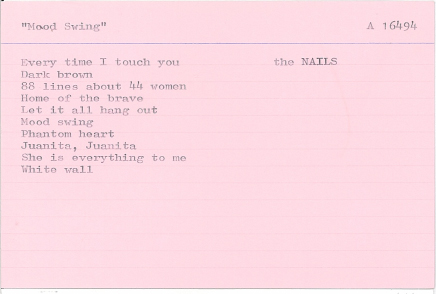 "Mood Swing" A 16494
Every time I touch you the NAILS
Dark brown
88 lines about 44 women
Home of the brave
Let it all hang out
Mood swing
Phantom heart
Juanita, Juanita
She is everything to me
White wall